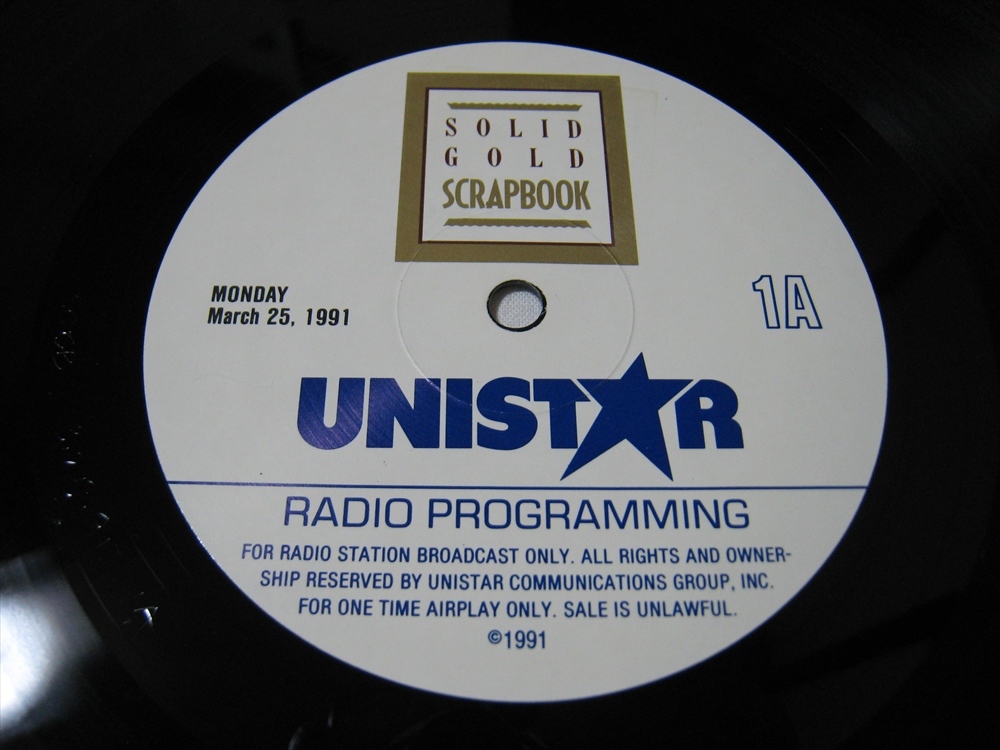 SOLID
GOLD
SCRAPBOOK
MONDAY
March 25, 1991
1A
UNISTAR
RADIO PROGRAMMING
FOR RADIO STATION BROADCAST ONLY. ALL RIGHTS AND OWNER-
SHIP RESERVED BY UNISTAR COMMUNICATIONS GROUP, INC.
FOR ONE TIME AIRPLAY ONLY. SALE IS UNLAWFUL.
©1991